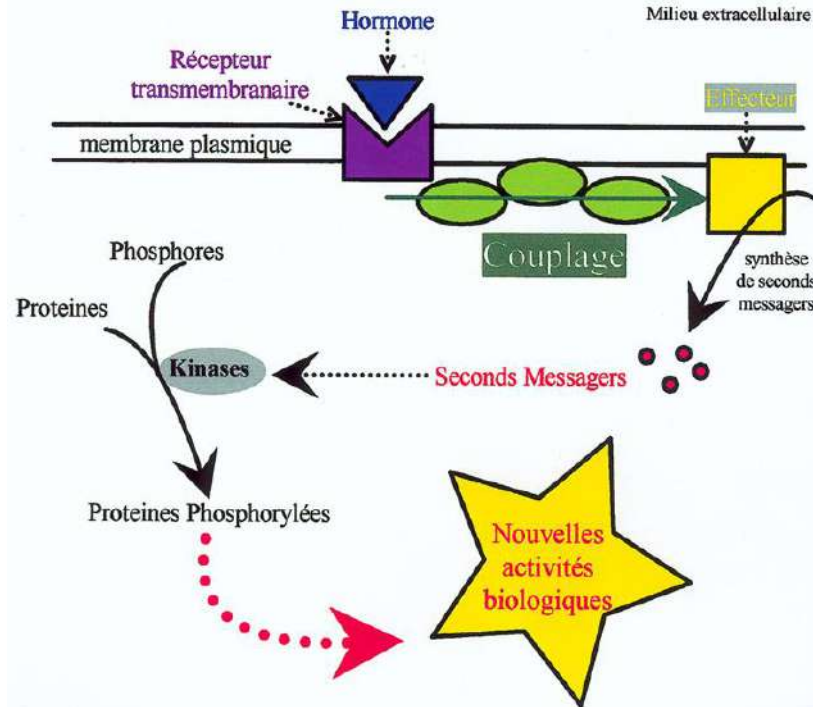 Hormone
Milieu extracellulaire
Récepteur
transmembranaire
Effecteur
membrane plasmique
Couplage
synthèse
de seconds
messagers
Phosphores
Proteines
Kinases
Seconds Messagers
Proteines Phosphorylées
Nouvelles
activités
biologiques